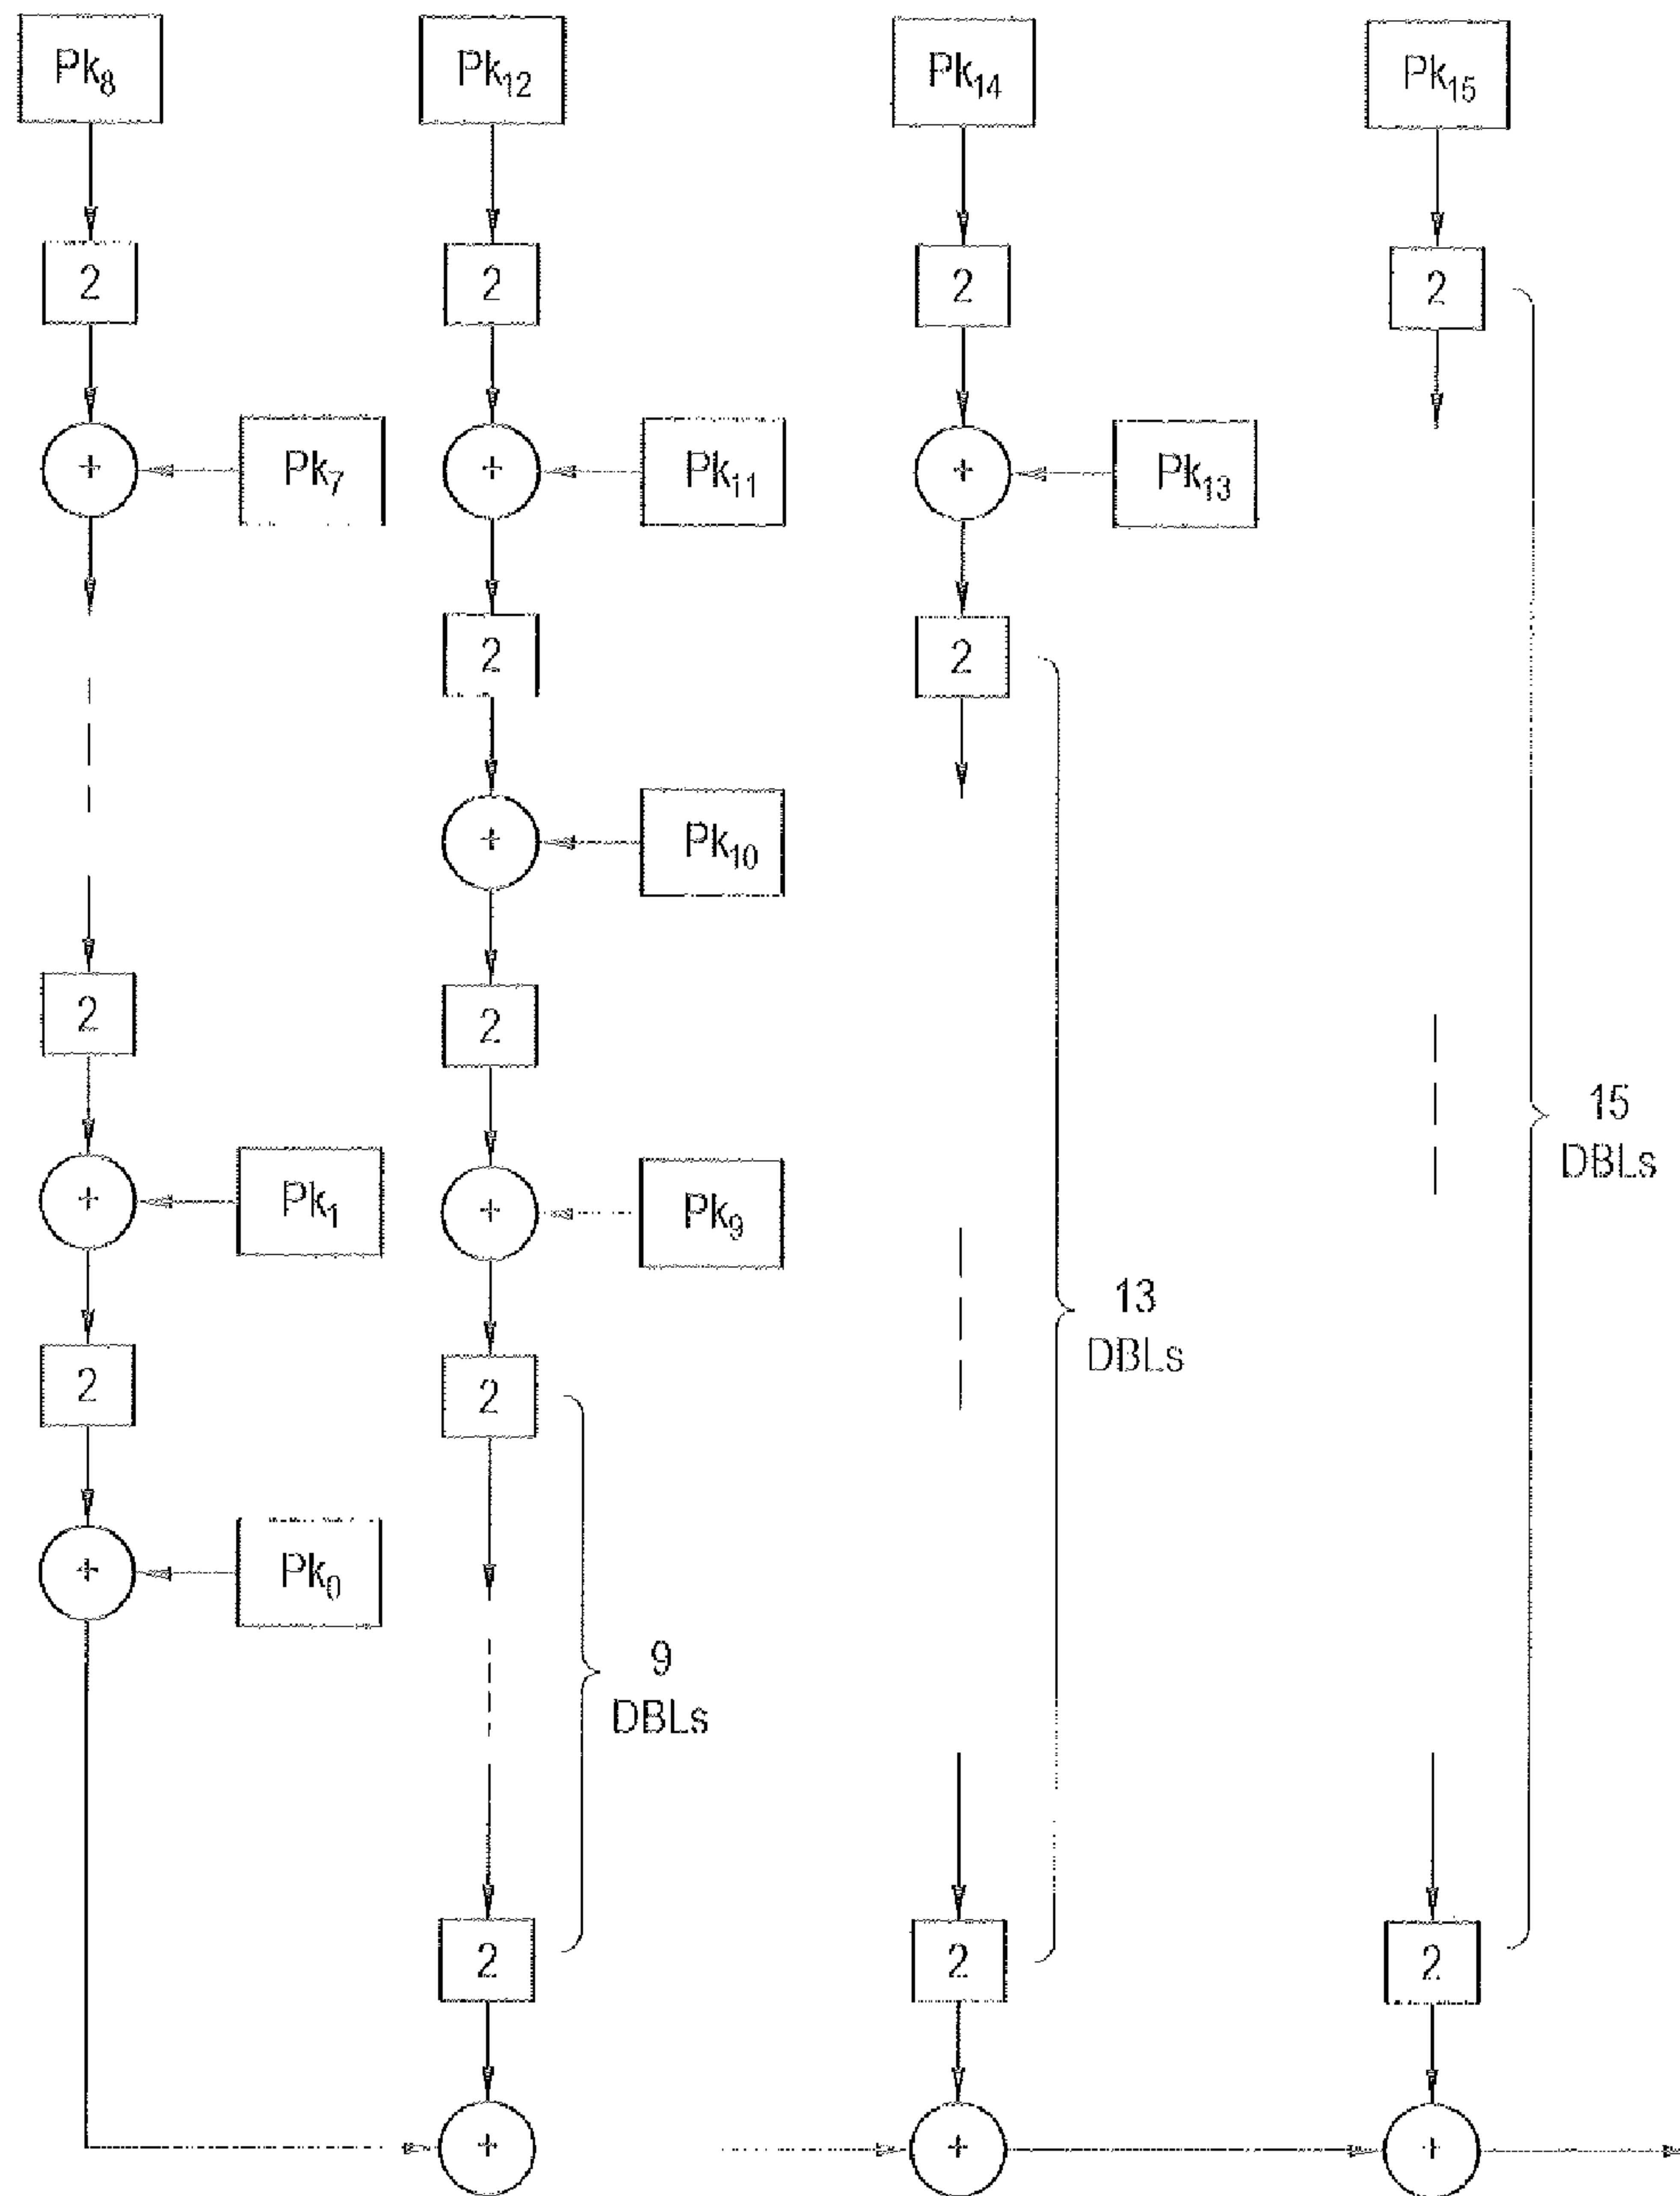 Pk₈ Pk₁₂ Pk₁₄ Pk₁₅
2 2 2 2
+ Pk₇ + Pk₁₁ + Pk₁₃
2 2
+ Pk₁₀
2 2
+ Pk₁ + Pk₉
15
DBLs
13
DBLs
2 2
+ Pk₀
9
DBLs
2 2 2
+ + +